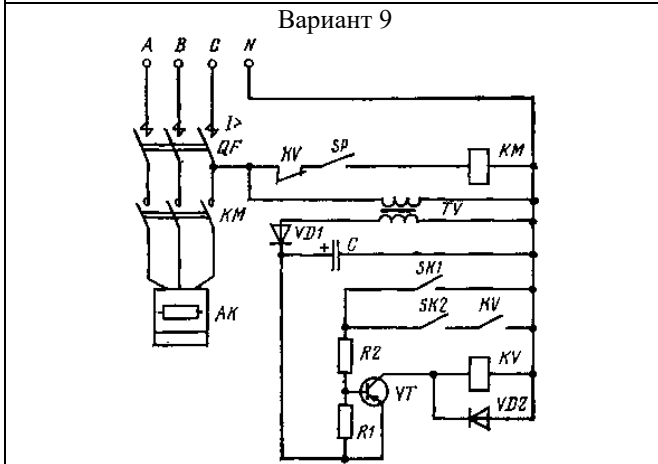 Вариант 9
A B C N
I>
QF
KV
SP
KM
KM
TV
VD1
+ C
SK1
SK2
KV
AK
R2
KV
VT
VD2
R1